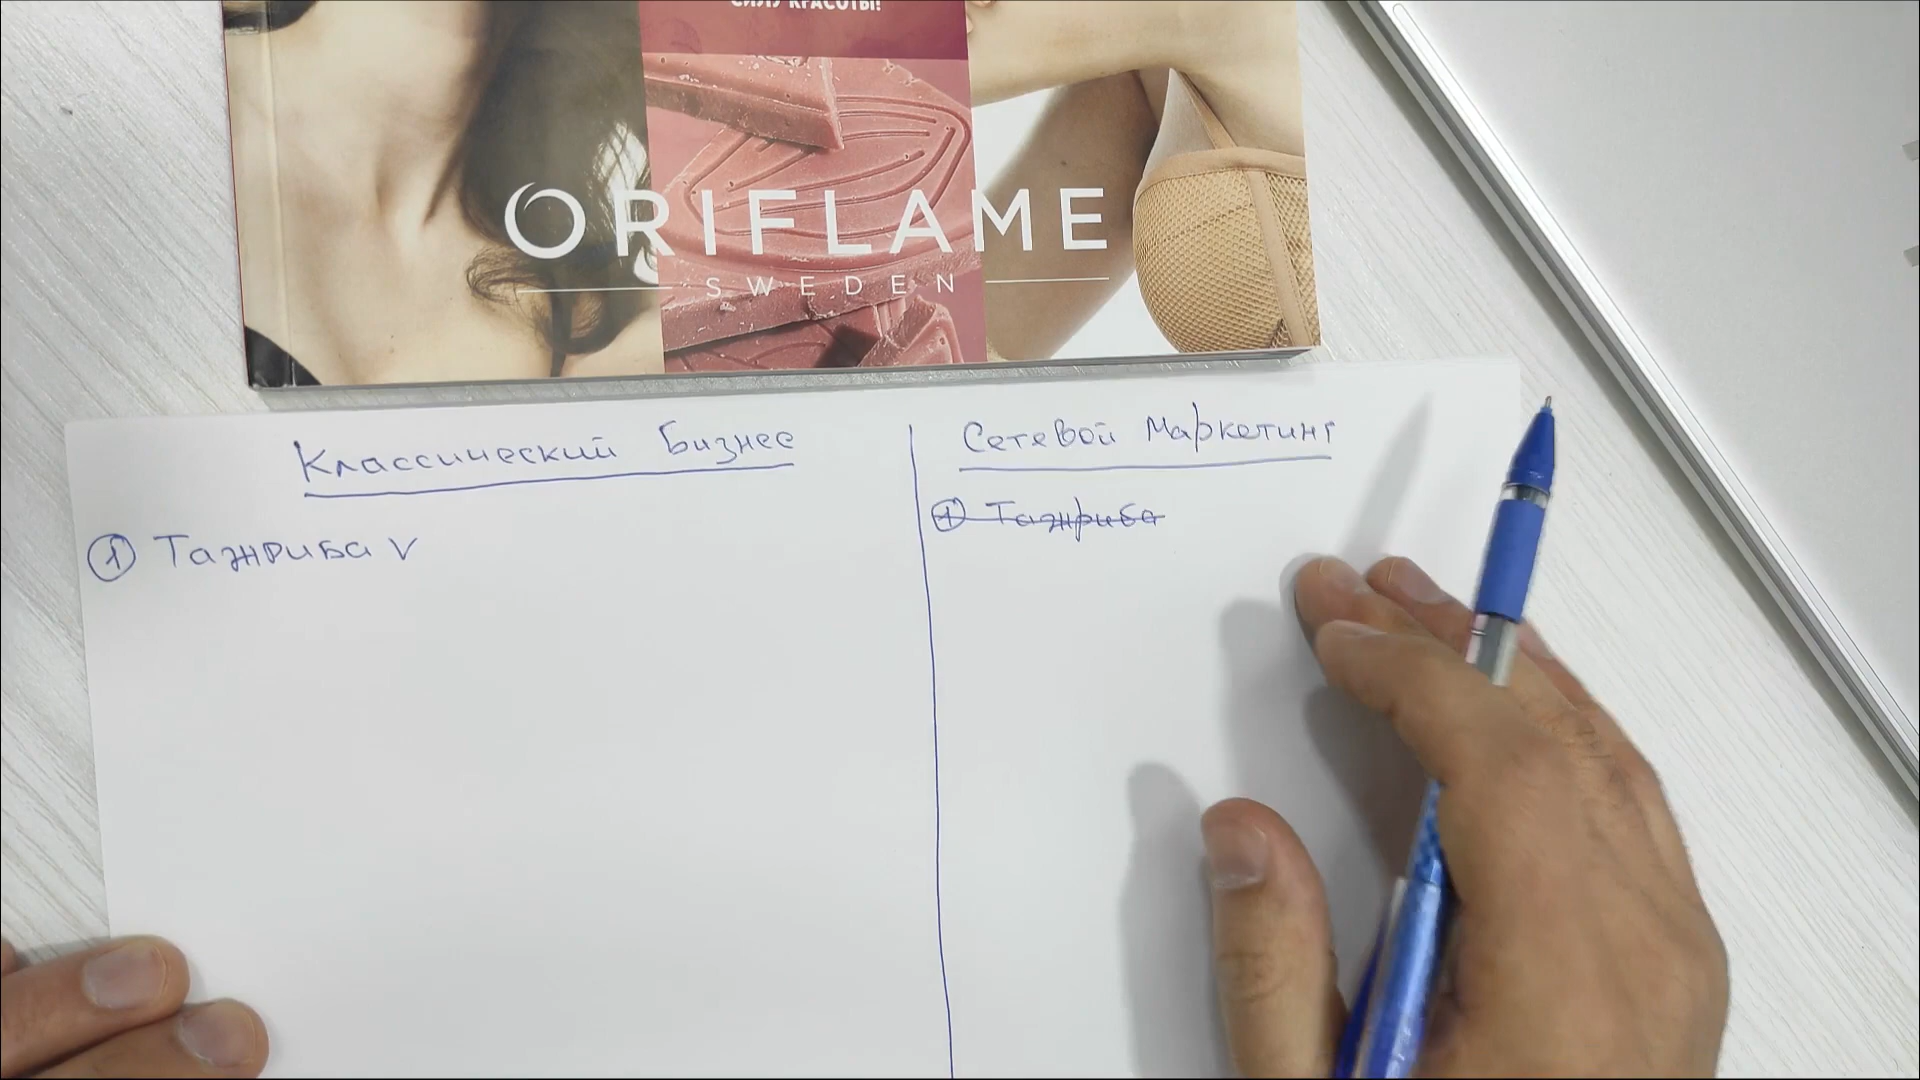 СИЛУ КРАСОТЫ!
ORIFLAME
SWEDEN
Классический Бизнес
Сетевой Маркетинг
① Тажриба V
① Тажриба